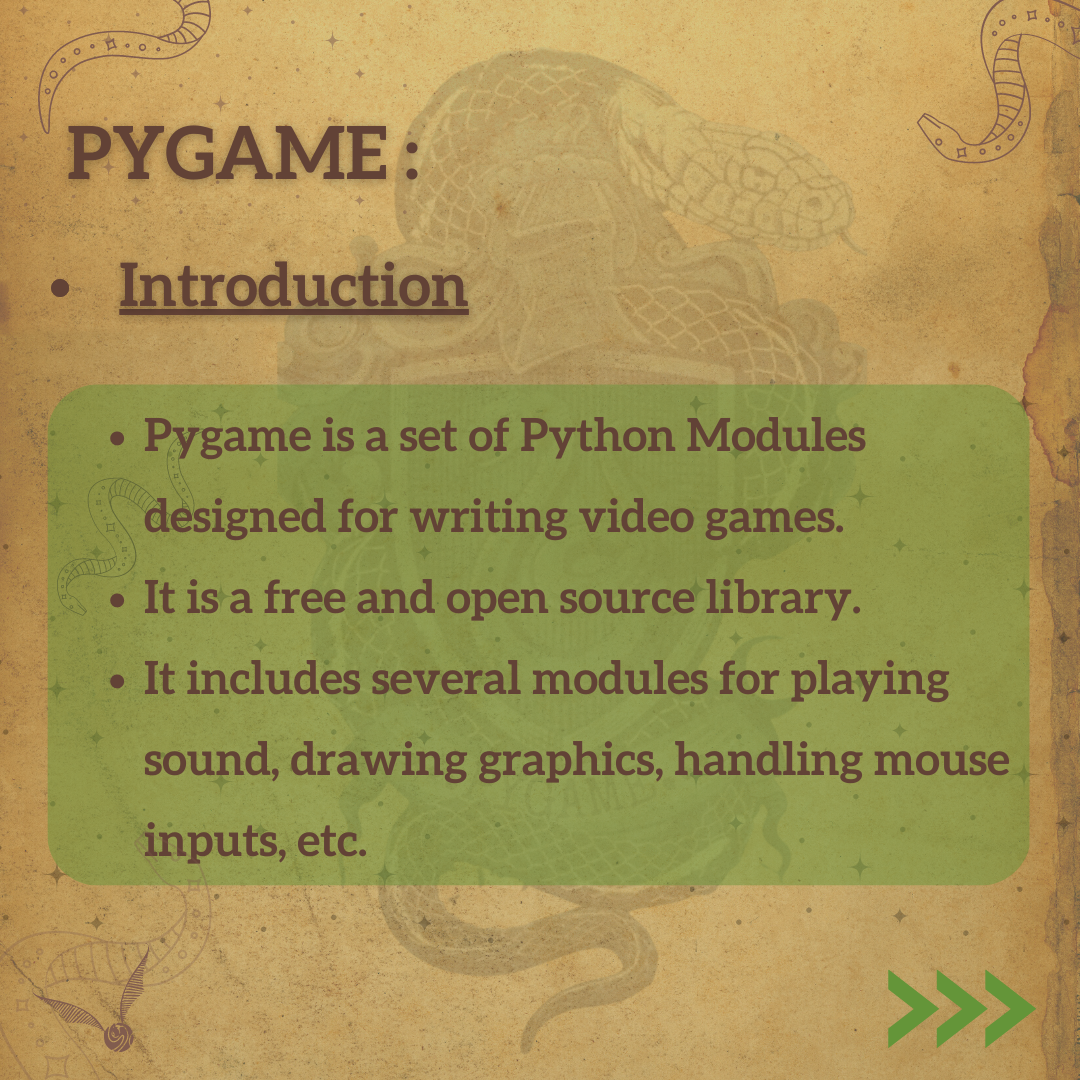 PYGAME :
• Introduction
• Pygame is a set of Python Modules
designed for writing video games.
• It is a free and open source library.
• It includes several modules for playing
sound, drawing graphics, handling mouse
inputs, etc.
PYGAME